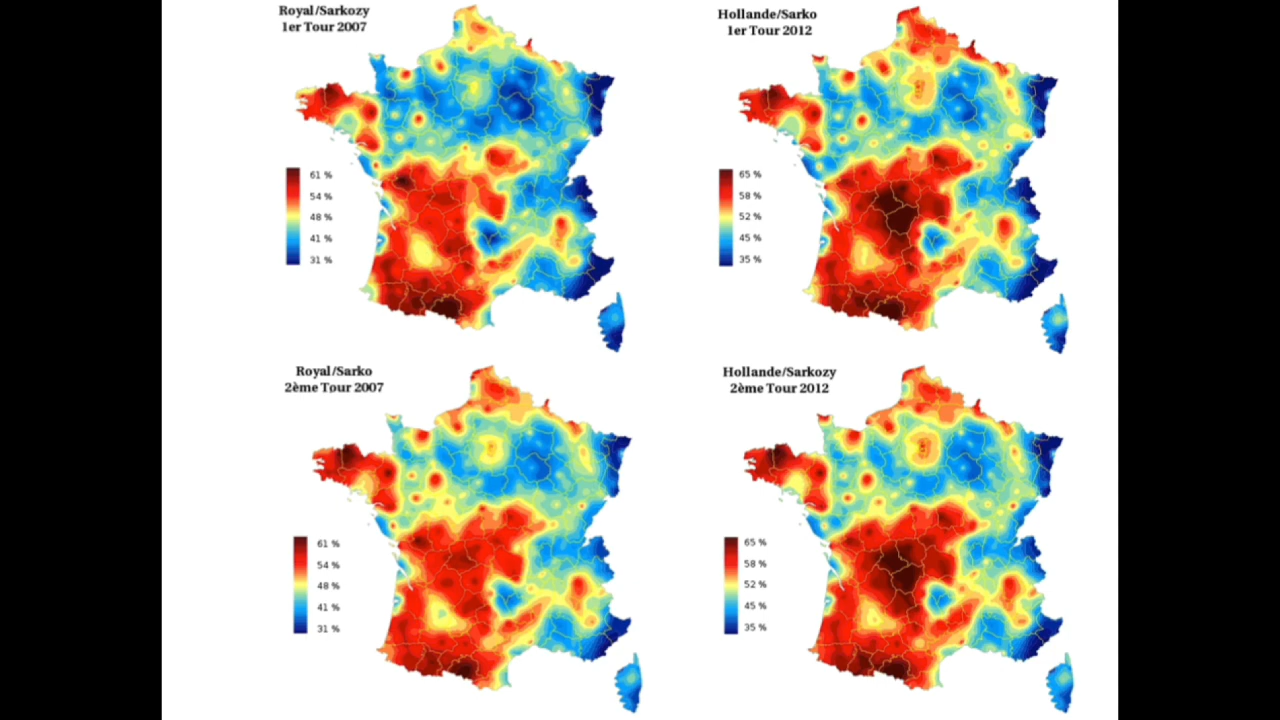 Royal/Sarkozy
1er Tour 2007
61 %
54 %
48 %
41 %
31 %
Hollande/Sarko
1er Tour 2012
65 %
58 %
52 %
45 %
35 %
Royal/Sarko
2ème Tour 2007
61 %
54 %
48 %
41 %
31 %
Hollande/Sarkozy
2ème Tour 2012
65 %
58 %
52 %
45 %
35 %